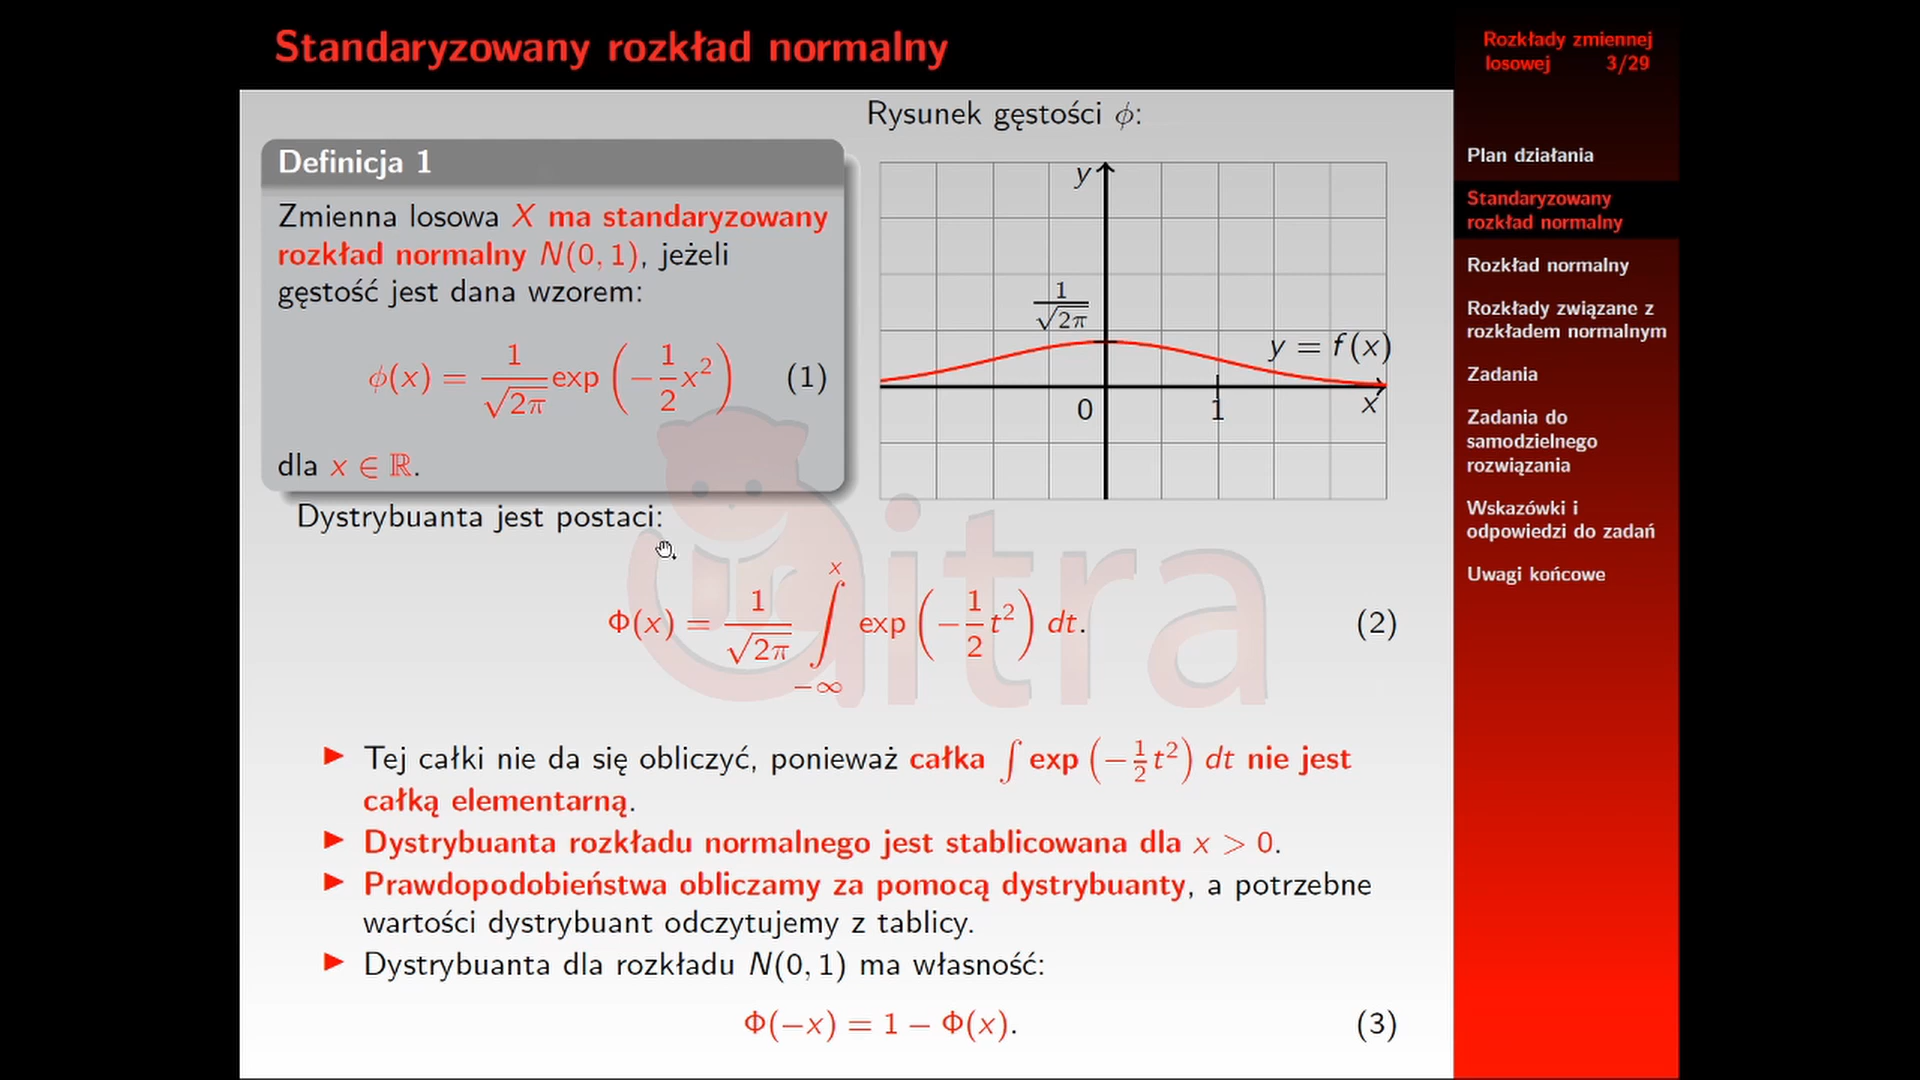 Standaryzowany rozkład normalny
Rozkłady zmiennej
losowej 3/29
Rysunek gęstości ϕ:
Definicja 1
Zmienna losowa X ma standaryzowany
rozkład normalny N(0, 1), jeżeli
gęstość jest dana wzorem:
ϕ(x) = 1/√2π exp(−1/2 x²) (1)
dla x ∈ ℝ.
y
1/√2π
y = f(x)
0
1
x
Dystrybuanta jest postaci:
Φ(x) = 1/√2π ∫_{−∞}^{x} exp(−1/2 t²) dt. (2)
▶ Tej całki nie da się obliczyć, ponieważ całka ∫ exp(−1/2 t²) dt nie jest
całką elementarną.
▶ Dystrybuanta rozkładu normalnego jest stablicowana dla x > 0.
▶ Prawdopodobieństwa obliczamy za pomocą dystrybuanty, a potrzebne
wartości dystrybuant odczytujemy z tablicy.
▶ Dystrybuanta dla rozkładu N(0, 1) ma własność:
Φ(−x) = 1 − Φ(x). (3)
Plan działania
Standaryzowany
rozkład normalny
Rozkład normalny
Rozkłady związane z
rozkładem normalnym
Zadania
Zadania do
samodzielnego
rozwiązania
Wskazówki i
odpowiedzi do zadań
Uwagi końcowe
itra